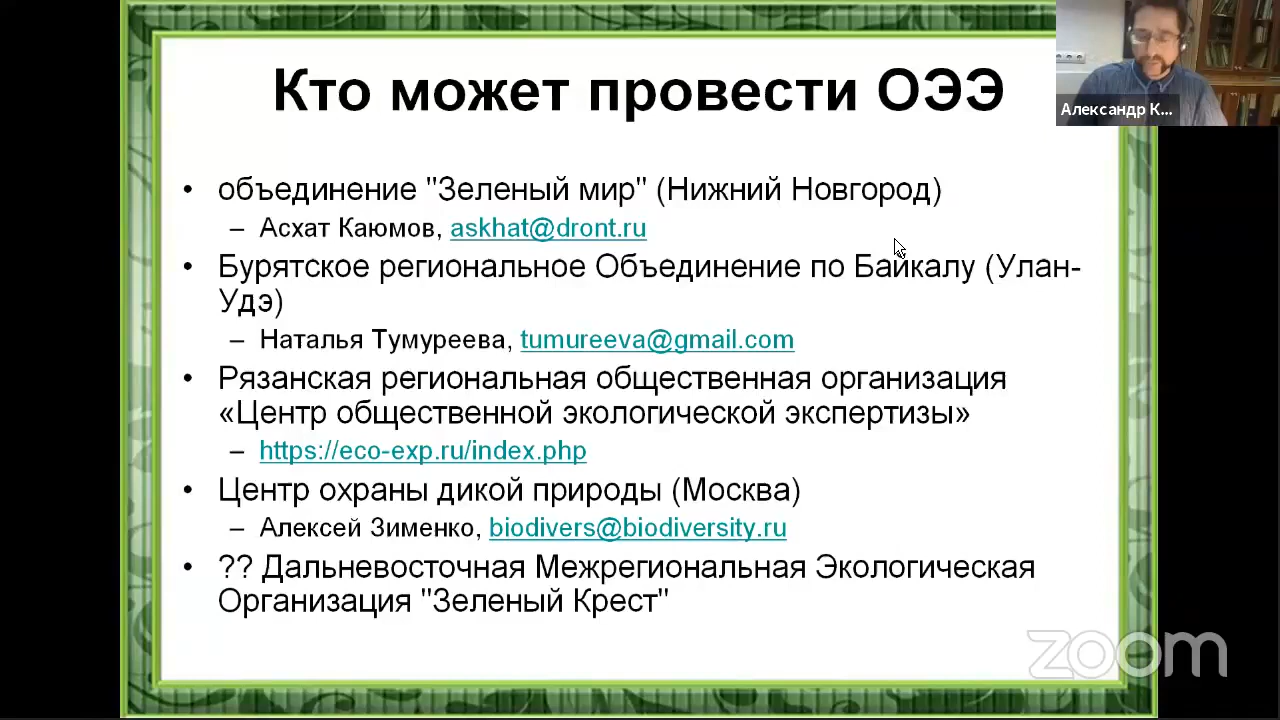 Кто может провести ОЭЭ
Александр К...
• объединение "Зеленый мир" (Нижний Новгород)
– Асхат Каюмов, askhat@dront.ru
• Бурятское региональное Объединение по Байкалу (Улан-
Удэ)
– Наталья Тумуреева, tumureeva@gmail.com
• Рязанская региональная общественная организация
«Центр общественной экологической экспертизы»
– https://eco-exp.ru/index.php
• Центр охраны дикой природы (Москва)
– Алексей Зименко, biodivers@biodiversity.ru
• ?? Дальневосточная Межрегиональная Экологическая
Организация "Зеленый Крест"
zoom